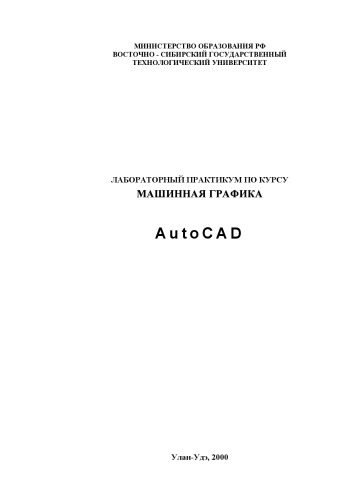 МИНИСТЕРСТВО ОБРАЗОВАНИЯ РФ
ВОСТОЧНО - СИБИРСКИЙ ГОСУДАРСТВЕННЫЙ
ТЕХНОЛОГИЧЕСКИЙ УНИВЕРСИТЕТ
ЛАБОРАТОРНЫЙ ПРАКТИКУМ ПО КУРСУ
МАШИННАЯ ГРАФИКА
AutoCAD
Улан-Удэ, 2000